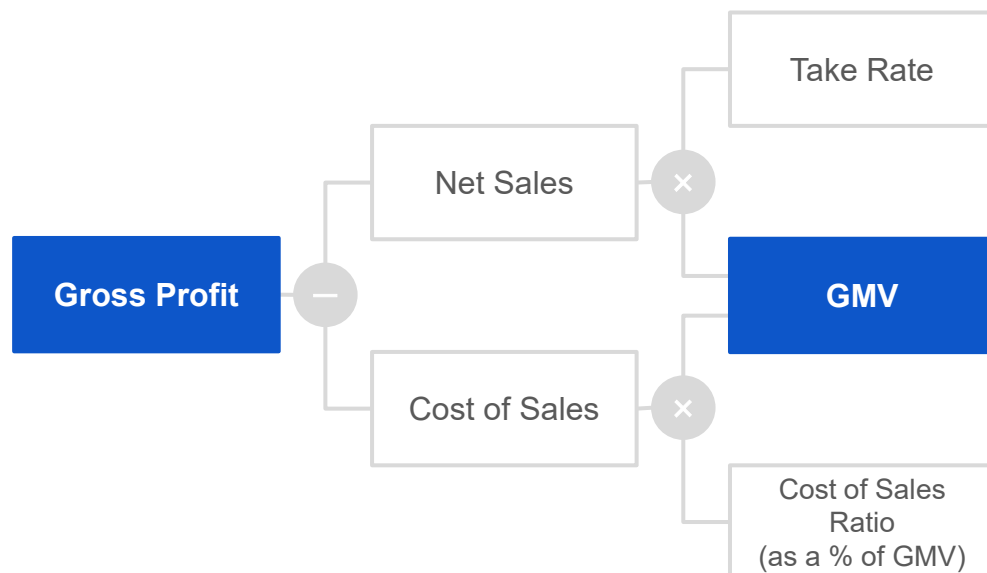 Take Rate
Net Sales
×
Gross Profit
−
GMV
Cost of Sales
×
Cost of Sales
Ratio
(as a % of GMV)